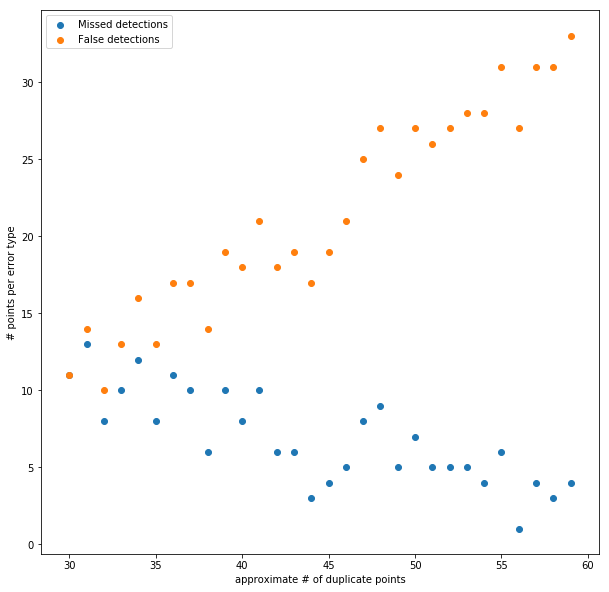 Missed detections
False detections
30
25
20
15
10
5
0
# points per error type
30 35 40 45 50 55 60
approximate # of duplicate points